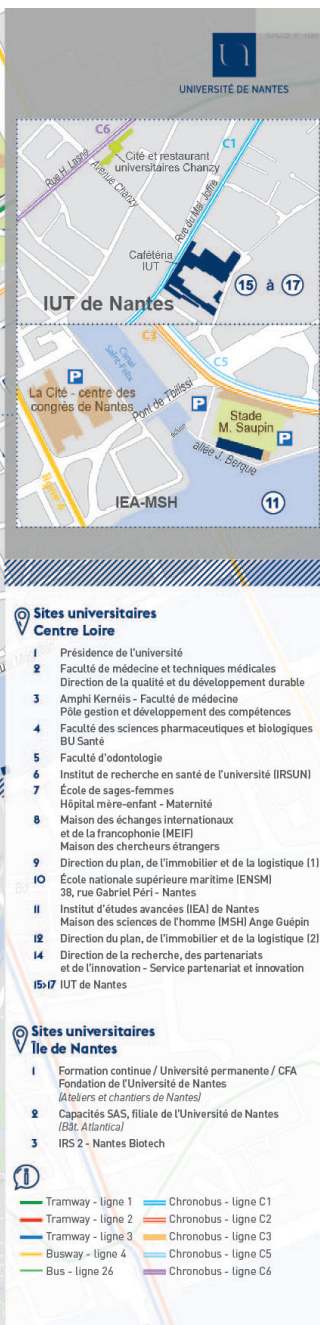 UNIVERSITÉ DE NANTES
C6
C1
Rue H. Lasne
Avenue Chanzy
Cité et restaurant
universitaires Chanzy
Rue du Mal Joffre
Cafétéria
IUT
15 à 17
IUT de Nantes
C3
C5
P
Canal
Saint-Félix
La Cité - centre des
congrès de Nantes
Pont de Tbilissi
P
Stade
M. Saupin
écluse
P
allée J. Berque
ligne 4
IEA-MSH
11
Sites universitaires
Centre Loire
1 Présidence de l'université
2 Faculté de médecine et techniques médicales
Direction de la qualité et du développement durable
3 Amphi Kernéis - Faculté de médecine
Pôle gestion et développement des compétences
4 Faculté des sciences pharmaceutiques et biologiques
BU Santé
5 Faculté d'odontologie
6 Institut de recherche en santé de l'université (IRSUN)
7 École de sages-femmes
Hôpital mère-enfant - Maternité
8 Maison des échanges internationaux
et de la francophonie (MEIF)
Maison des chercheurs étrangers
9 Direction du plan, de l'immobilier et de la logistique (1)
10 École nationale supérieure maritime (ENSM)
38, rue Gabriel Péri - Nantes
11 Institut d'études avancées (IEA) de Nantes
Maison des sciences de l'homme (MSH) Ange Guépin
12 Direction du plan, de l'immobilier et de la logistique (2)
14 Direction de la recherche, des partenariats
et de l'innovation - Service partenariat et innovation
15>17 IUT de Nantes
Sites universitaires
Île de Nantes
1 Formation continue / Université permanente / CFA
Fondation de l'Université de Nantes
(Ateliers et chantiers de Nantes)
2 Capacités SAS, filiale de l'Université de Nantes
(Bât. Atlantica)
3 IRS 2 - Nantes Biotech
i
Tramway - ligne 1 Chronobus - ligne C1
Tramway - ligne 2 Chronobus - ligne C2
Tramway - ligne 3 Chronobus - ligne C3
Busway - ligne 4 Chronobus - ligne C5
Bus - ligne 26 Chronobus - ligne C6